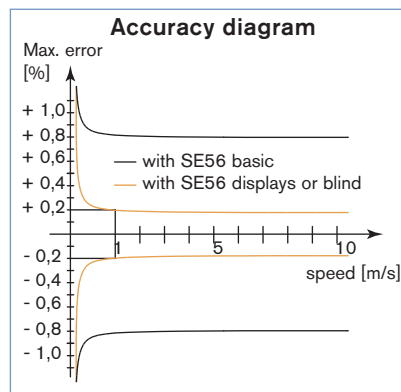 Accuracy diagram
Max. error
[%]
+ 1,0
+ 0,8
+ 0,6
with SE56 basic
+ 0,4
with SE56 displays or blind
+ 0,2
1 5 10
- 0,2
speed [m/s]
- 0,4
- 0,6
- 0,8
- 1,0